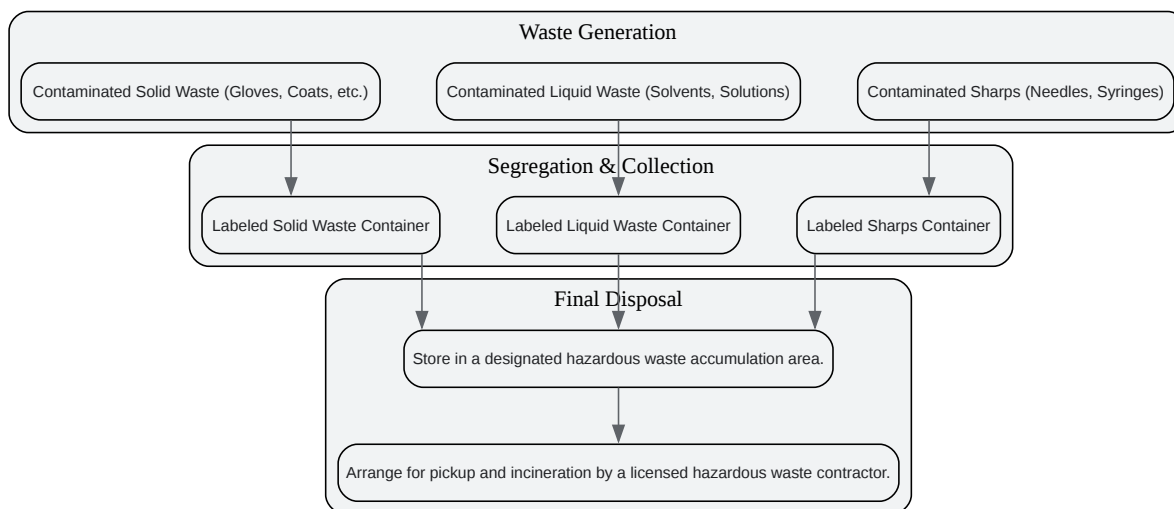 Waste Generation
Contaminated Solid Waste (Gloves, Coats, etc.)
Contaminated Liquid Waste (Solvents, Solutions)
Contaminated Sharps (Needles, Syringes)
Segregation & Collection
Labeled Solid Waste Container
Labeled Liquid Waste Container
Labeled Sharps Container
Final Disposal
Store in a designated hazardous waste accumulation area.
Arrange for pickup and incineration by a licensed hazardous waste contractor.